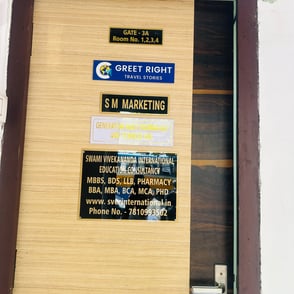 GATE - 3A
Room No. 1,2,3,4
GREET RIGHT
TRAVEL STORIES
S M MARKETING
SWAMI VIVEKANANDA INTERNATIONAL
EDUCATION CONSULTANCY
MBBS, BDS, LLB, PHARMACY
BBA, MBA, BCA, MCA, PHD
www. svinternational.in
Phone No. - 7810993502